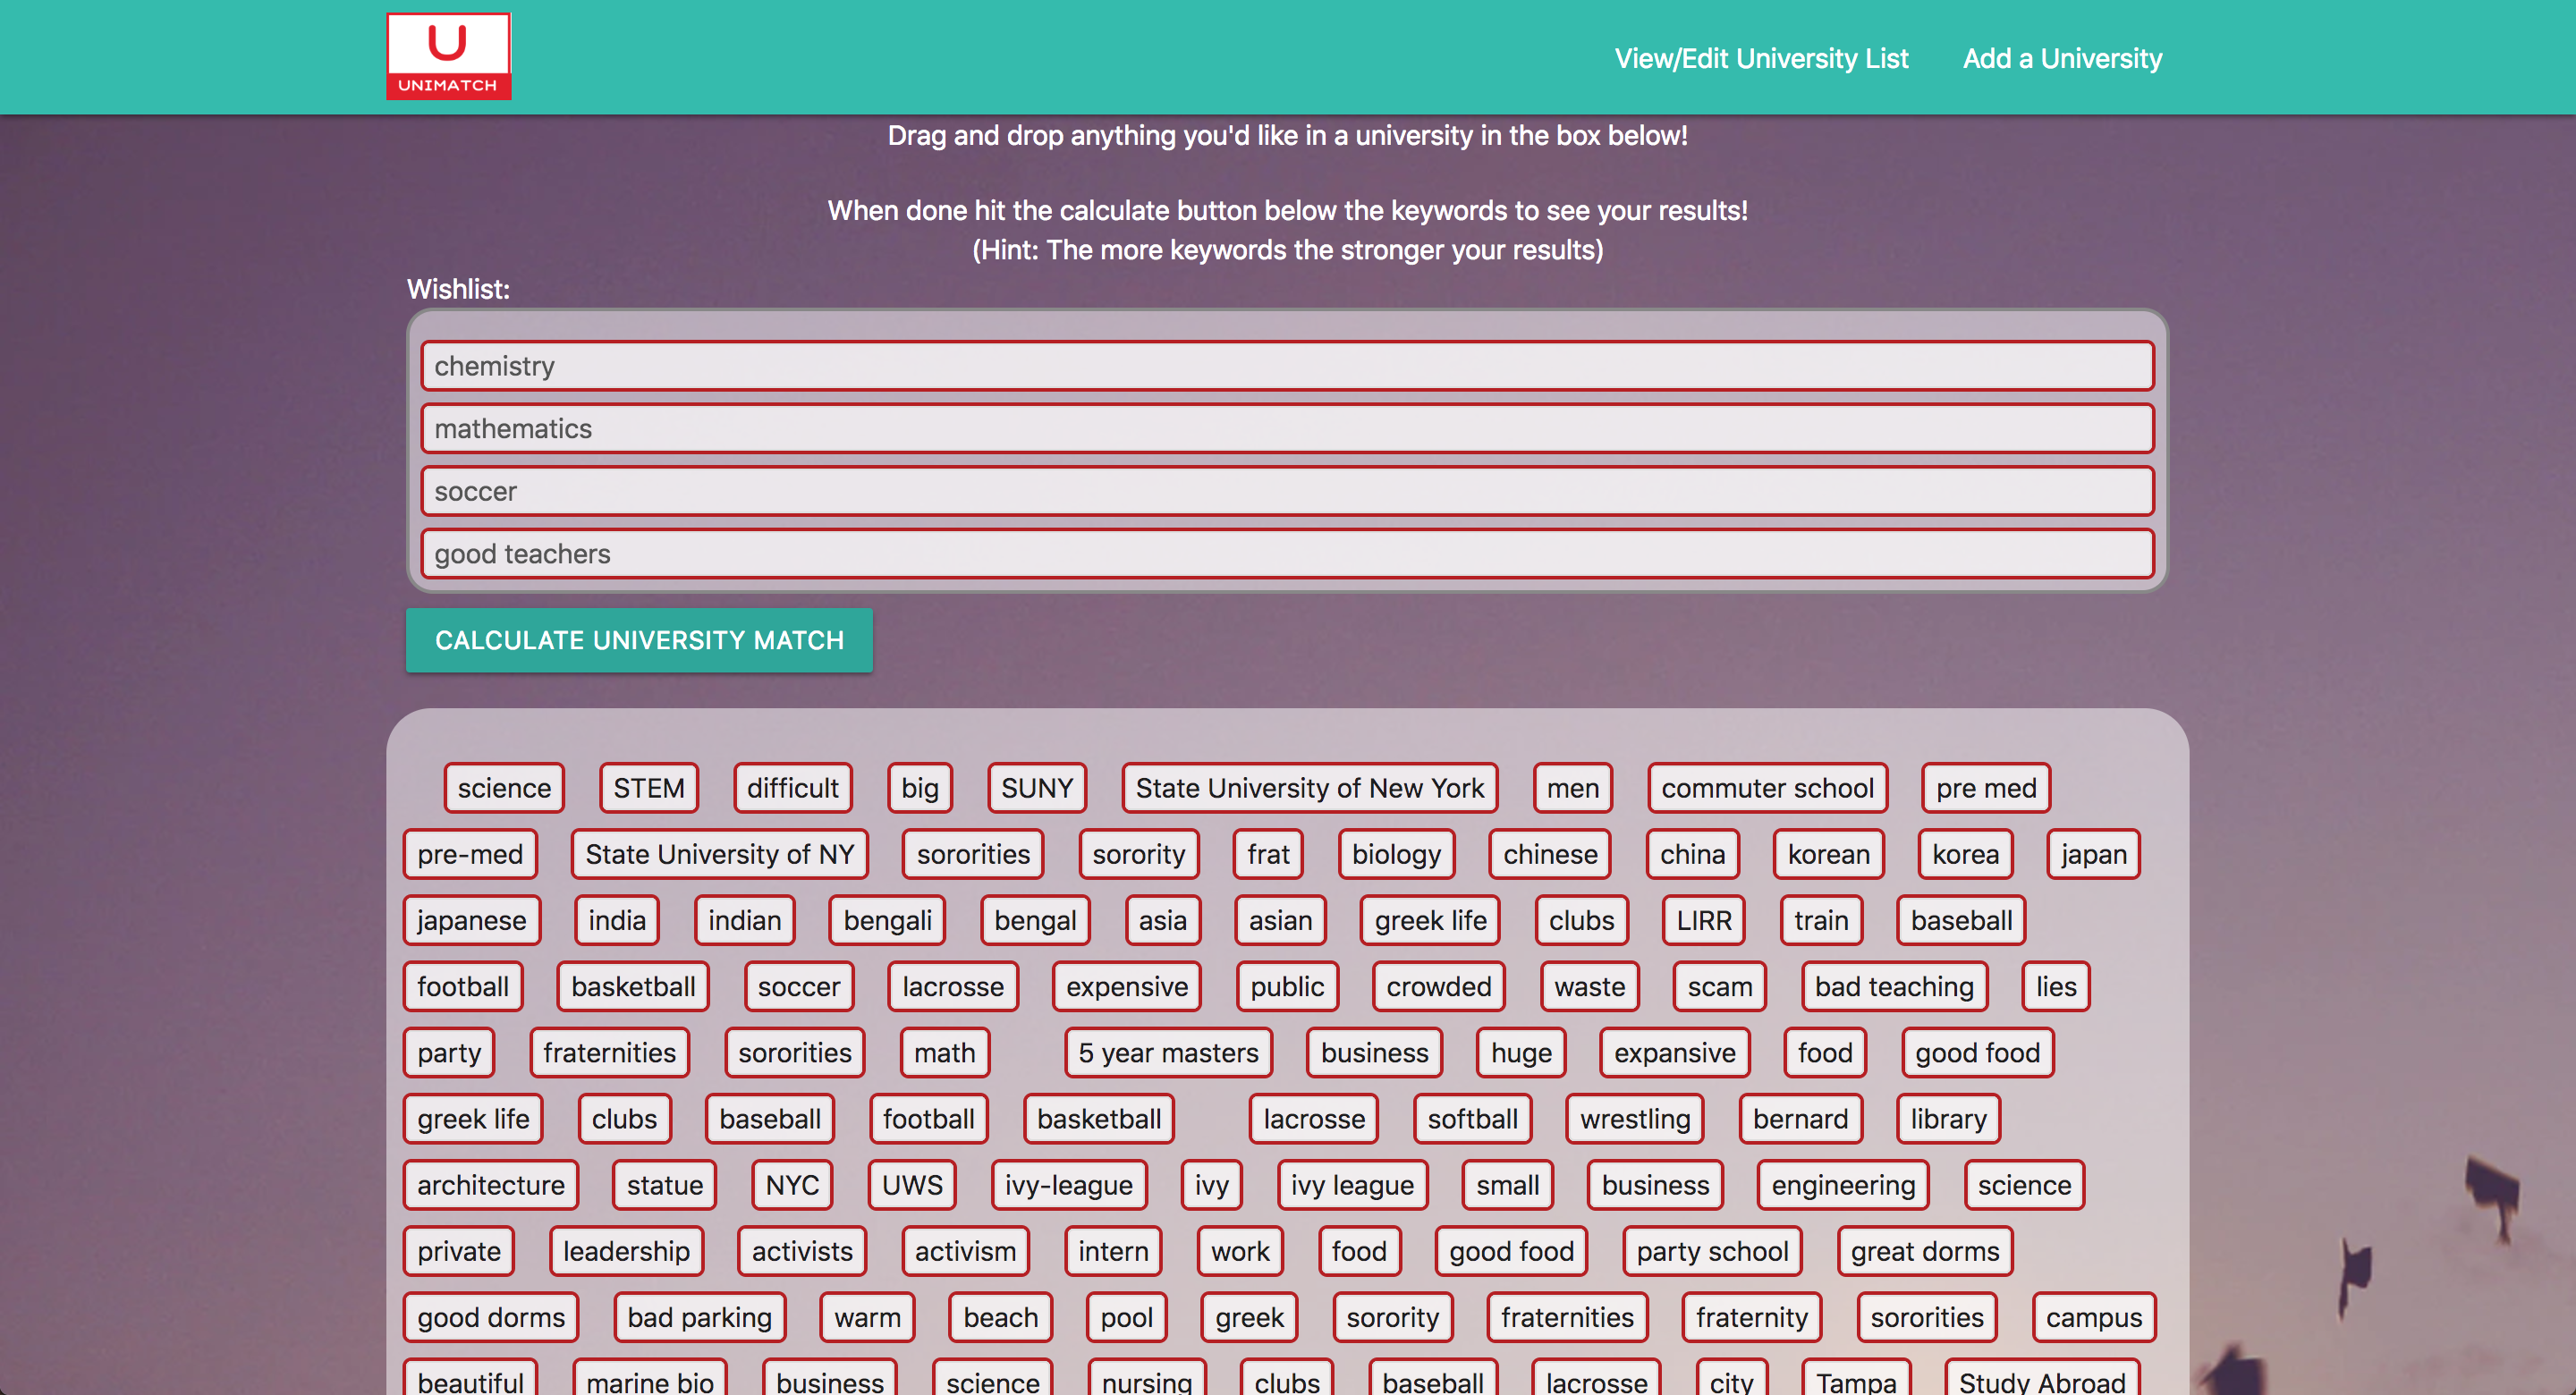 U
UNIMATCH
View/Edit University List Add a University
Drag and drop anything you'd like in a university in the box below!
When done hit the calculate button below the keywords to see your results!
(Hint: The more keywords the stronger your results)
Wishlist:
chemistry
mathematics
soccer
good teachers
CALCULATE UNIVERSITY MATCH
science STEM difficult big SUNY State University of New York men commuter school pre med
pre-med State University of NY sororities sorority frat biology chinese china korean korea japan
japanese india indian bengali bengal asia asian greek life clubs LIRR train baseball
football basketball soccer lacrosse expensive public crowded waste scam bad teaching lies
party fraternities sororities math 5 year masters business huge expansive food good food
greek life clubs baseball football basketball lacrosse softball wrestling bernard library
architecture statue NYC UWS ivy-league ivy ivy league small business engineering science
private leadership activists activism intern work food good food party school great dorms
good dorms bad parking warm beach pool greek sorority fraternities fraternity sororities campus
beautiful marine bio business science nursing clubs baseball lacrosse city Tampa Study Abroad